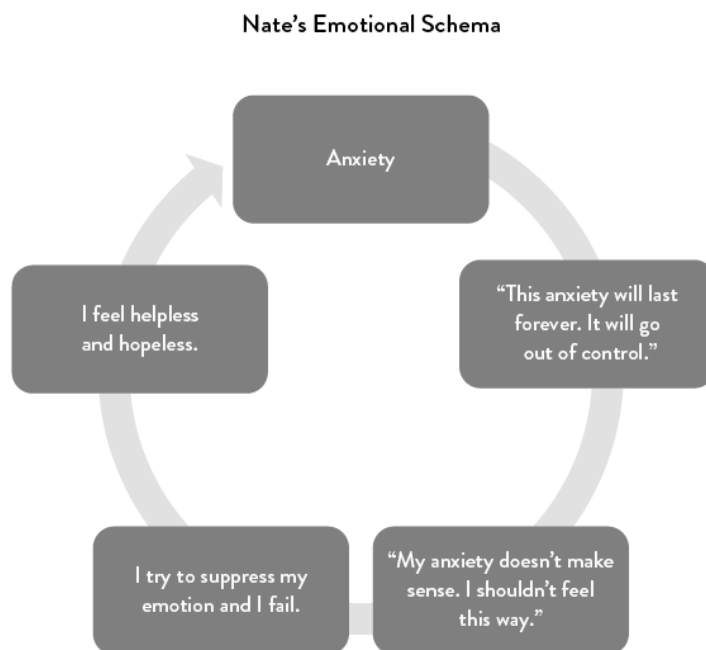 Nate’s Emotional Schema
Anxiety
“This anxiety will last
forever. It will go
out of control.”
“My anxiety doesn’t make
sense. I shouldn’t feel
this way.”
I try to suppress my
emotion and I fail.
I feel helpless
and hopeless.